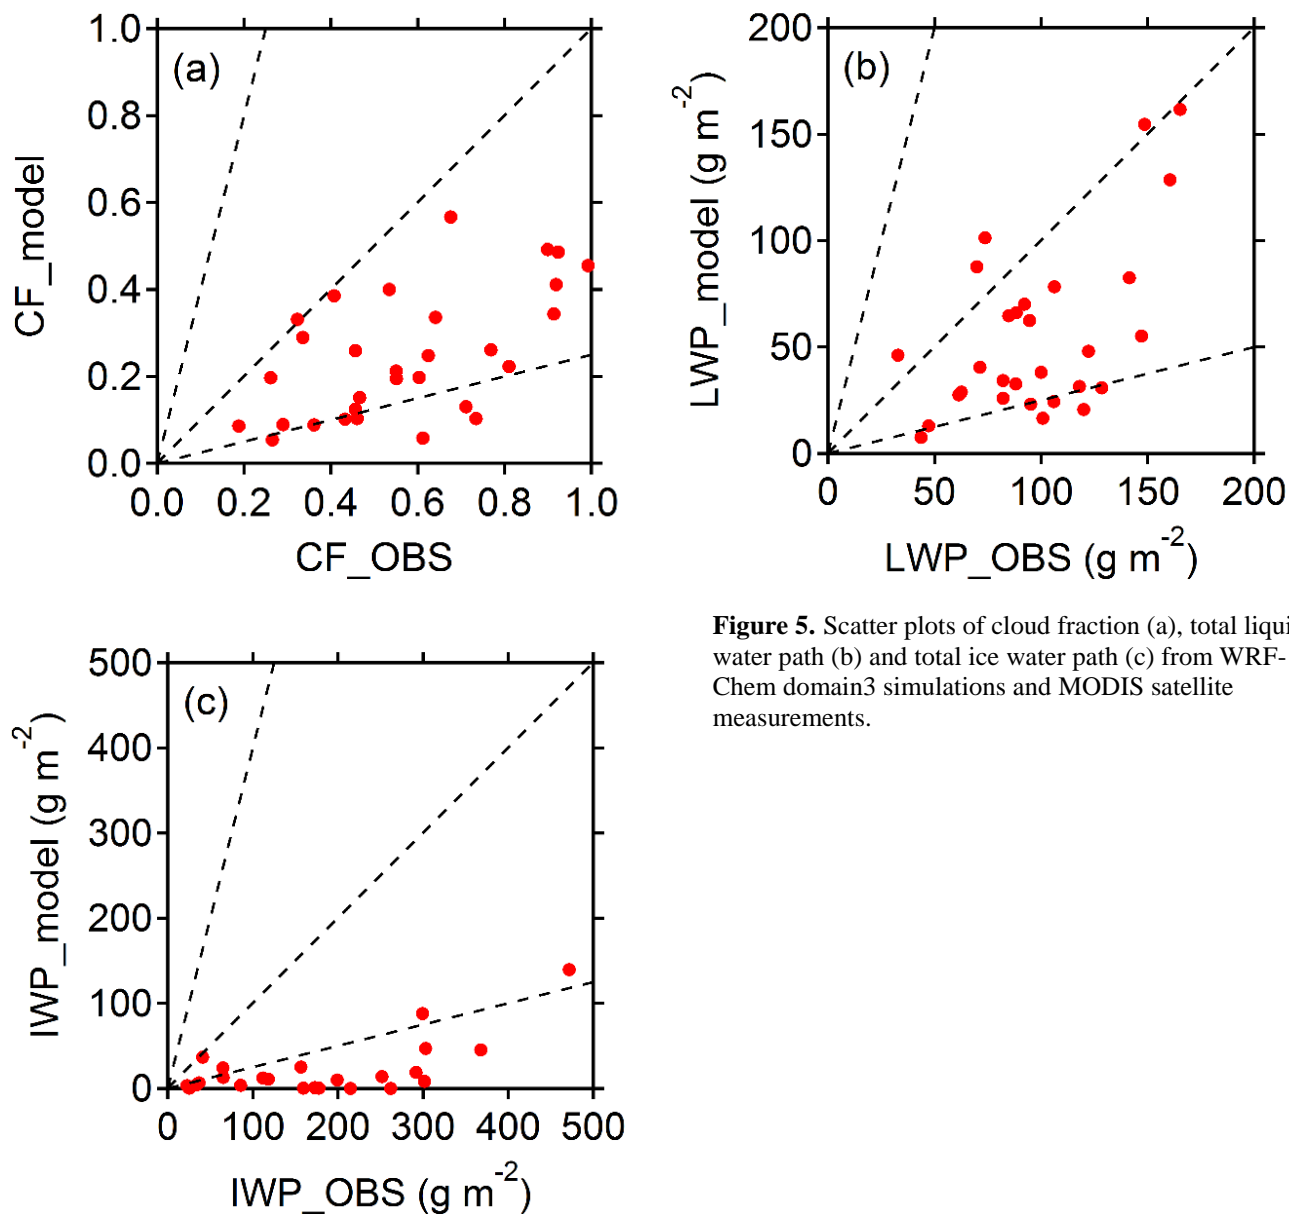 (a)
1.0
0.8
0.6
0.4
0.2
0.0
CF_model
0.0 0.2 0.4 0.6 0.8 1.0
CF_OBS
(b)
200
150
100
50
0
LWP_model (g m-2)
0 50 100 150 200
LWP_OBS (g m-2)
(c)
500
400
300
200
100
0
IWP_model (g m-2)
0 100 200 300 400 500
IWP_OBS (g m-2)
Figure 5. Scatter plots of cloud fraction (a), total liqui
water path (b) and total ice water path (c) from WRF-
Chem domain3 simulations and MODIS satellite
measurements.